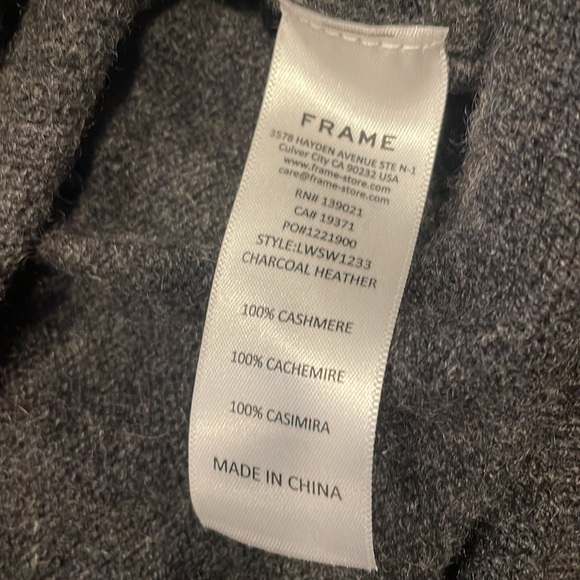 FRAME
3578 HAYDEN AVENUE STE N-1
Culver City CA 90232 USA
www.frame-store.com
care@frame-store.com
RN# 139021
CA# 19371
PO#1221900
STYLE:LWSW1233
CHARCOAL HEATHER
100% CASHMERE
100% CACHEMIRE
100% CASIMIRA
MADE IN CHINA